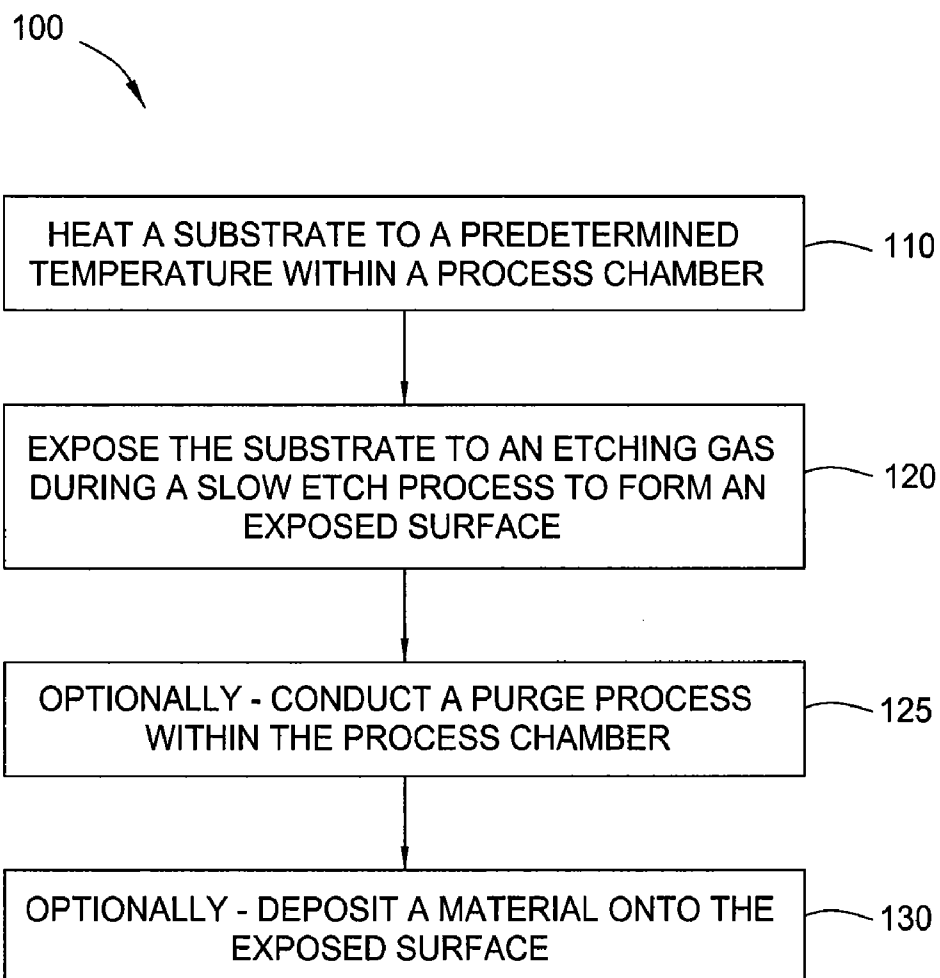 100
HEAT A SUBSTRATE TO A PREDETERMINED
TEMPERATURE WITHIN A PROCESS CHAMBER
110
EXPOSE THE SUBSTRATE TO AN ETCHING GAS
DURING A SLOW ETCH PROCESS TO FORM AN
EXPOSED SURFACE
120
OPTIONALLY - CONDUCT A PURGE PROCESS
WITHIN THE PROCESS CHAMBER
125
OPTIONALLY - DEPOSIT A MATERIAL ONTO THE
EXPOSED SURFACE
130